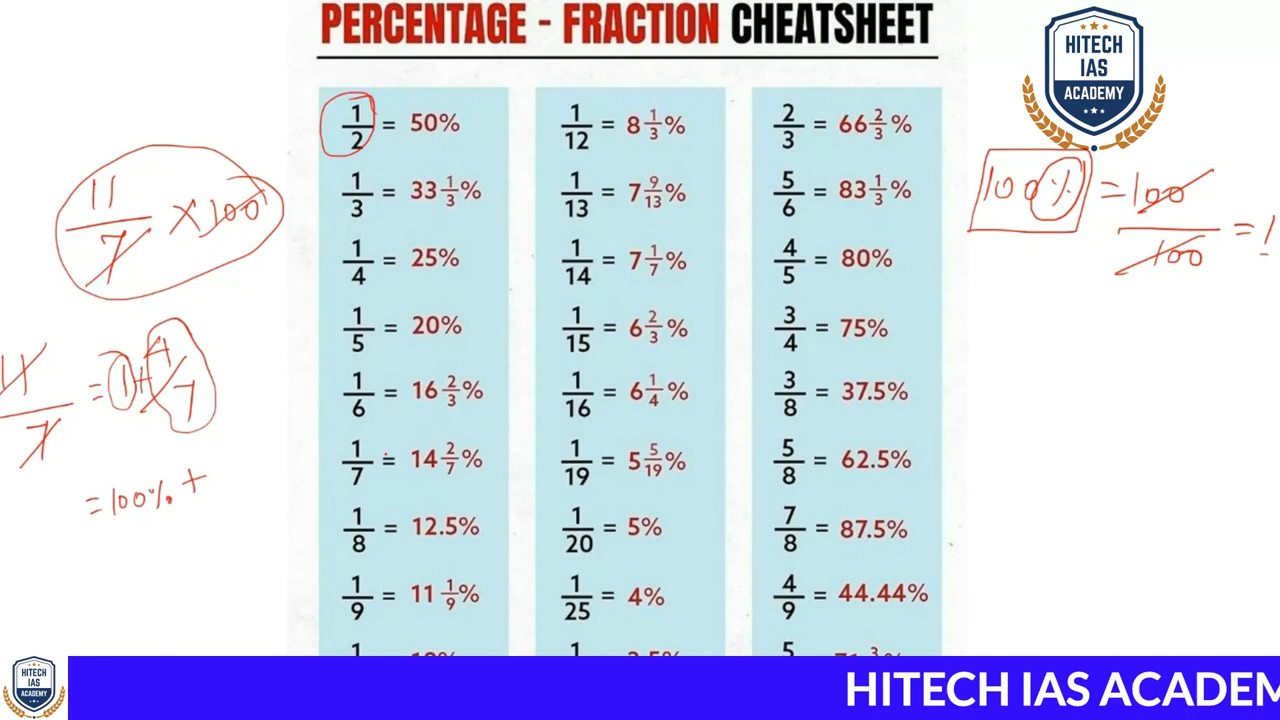 PERCENTAGE - FRACTION CHEATSHEET
HITECH
IAS
ACADEMY
1/2 = 50%
1/3 = 33 1/3%
1/4 = 25%
1/5 = 20%
1/6 = 16 2/3%
1/7 = 14 2/7%
1/8 = 12.5%
1/9 = 11 1/9%
1/12 = 8 1/3%
1/13 = 7 9/13%
1/14 = 7 1/7%
1/15 = 6 2/3%
1/16 = 6 1/4%
1/19 = 5 5/19%
1/20 = 5%
1/25 = 4%
2/3 = 66 2/3%
5/6 = 83 1/3%
4/5 = 80%
3/4 = 75%
3/8 = 37.5%
5/8 = 62.5%
7/8 = 87.5%
4/9 = 44.44%
11/7 × 100
11/7 = 1 + 4/7
= 100% +
100% = 100/100 = 1
HITECH
IAS
ACADEMY
HITECH IAS ACADEM